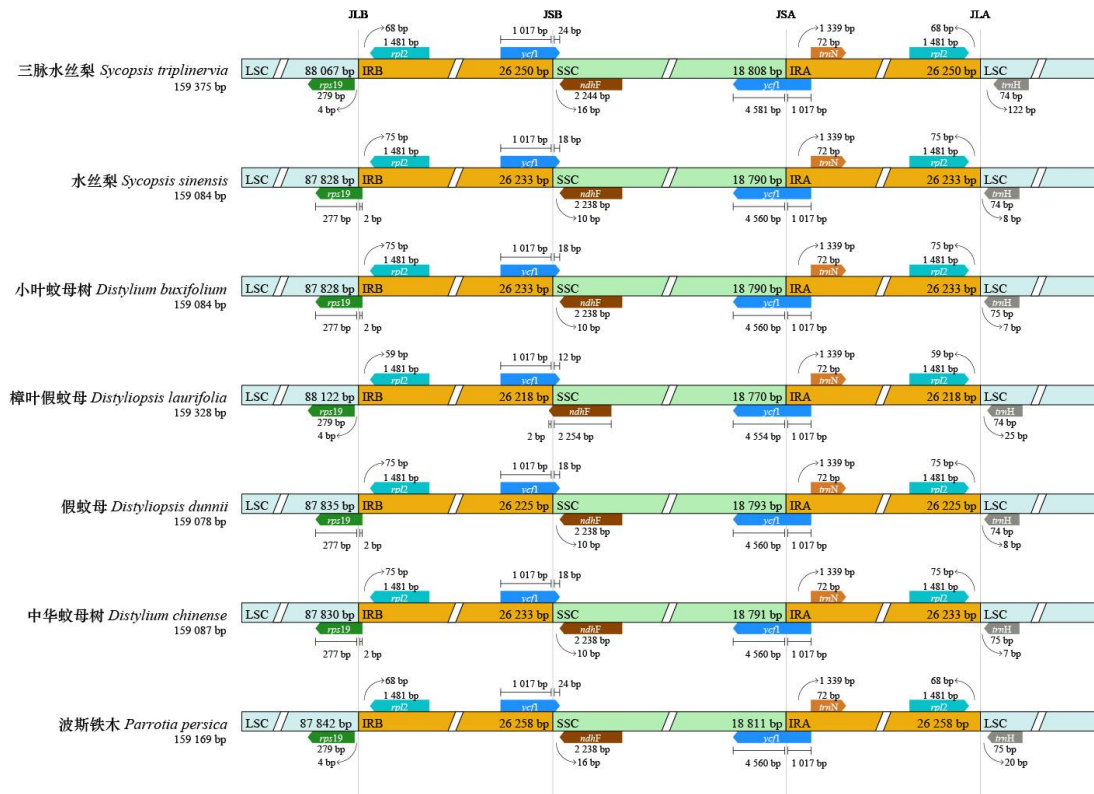 JLB JSB JSA JLA
68 bp 1 017 bp 24 bp 1 339 bp 68 bp
1 481 bp 72 bp 1 481 bp
rpl2 ycf1 trnN rpl2
三脉水丝梨 Sycopsis triplinervia LSC 88 067 bp IRB 26 250 bp SSC 18 808 bp IRA 26 250 bp LSC
159 375 bp rps19 ndhF ycf1 trnH
279 bp 2 244 bp 74 bp
4 bp 16 bp 4 581 bp 1 017 bp 122 bp
75 bp 1 017 bp 18 bp 1 339 bp 75 bp
1 481 bp 72 bp 1 481 bp
rpl2 ycf1 trnN rpl2
水丝梨 Sycopsis sinensis LSC 87 828 bp IRB 26 233 bp SSC 18 790 bp IRA 26 233 bp LSC
159 084 bp rps19 ndhF ycf1 trnH
2 238 bp 74 bp
277 bp 2 bp 10 bp 4 560 bp 1 017 bp 8 bp
75 bp 1 017 bp 18 bp 1 339 bp 75 bp
1 481 bp 72 bp 1 481 bp
rpl2 ycf1 trnN rpl2
小叶蚊母树 Distylium buxifolium LSC 87 828 bp IRB 26 233 bp SSC 18 790 bp IRA 26 233 bp LSC
159 084 bp rps19 ndhF ycf1 trnH
2 238 bp 75 bp
277 bp 2 bp 10 bp 4 560 bp 1 017 bp 7 bp
59 bp 1 017 bp 12 bp 1 339 bp 59 bp
1 481 bp 72 bp 1 481 bp
rpl2 ycf1 trnN rpl2
樟叶假蚊母 Distyliopsis laurifolia LSC 88 122 bp IRB 26 218 bp SSC 18 770 bp IRA 26 218 bp LSC
159 328 bp rps19 ndhF ycf1 trnH
279 bp 74 bp
4 bp 2 bp 2 254 bp 4 554 bp 1 017 bp 25 bp
75 bp 1 017 bp 18 bp 1 339 bp 75 bp
1 481 bp 72 bp 1 481 bp
rpl2 ycf1 trnN rpl2
假蚊母 Distyliopsis dunnii LSC 87 835 bp IRB 26 225 bp SSC 18 793 bp IRA 26 225 bp LSC
159 078 bp rps19 ndhF ycf1 trnH
2 238 bp 74 bp
277 bp 2 bp 10 bp 4 560 bp 1 017 bp 8 bp
75 bp 1 017 bp 18 bp 1 339 bp 75 bp
1 481 bp 72 bp 1 481 bp
rpl2 ycf1 trnN rpl2
中华蚊母树 Distylium chinense LSC 87 830 bp IRB 26 233 bp SSC 18 791 bp IRA 26 233 bp LSC
159 087 bp rps19 ndhF ycf1 trnH
2 238 bp 75 bp
277 bp 2 bp 10 bp 4 560 bp 1 017 bp 7 bp
68 bp 1 017 bp 24 bp 1 339 bp 68 bp
1 481 bp 72 bp 1 481 bp
rpl2 ycf1 trnN rpl2
波斯铁木 Parrotia persica LSC 87 842 bp IRB 26 258 bp SSC 18 811 bp IRA 26 258 bp LSC
159 169 bp rps19 ndhF ycf1 trnH
279 bp 2 238 bp 75 bp
4 bp 16 bp 4 560 bp 1 017 bp 20 bp